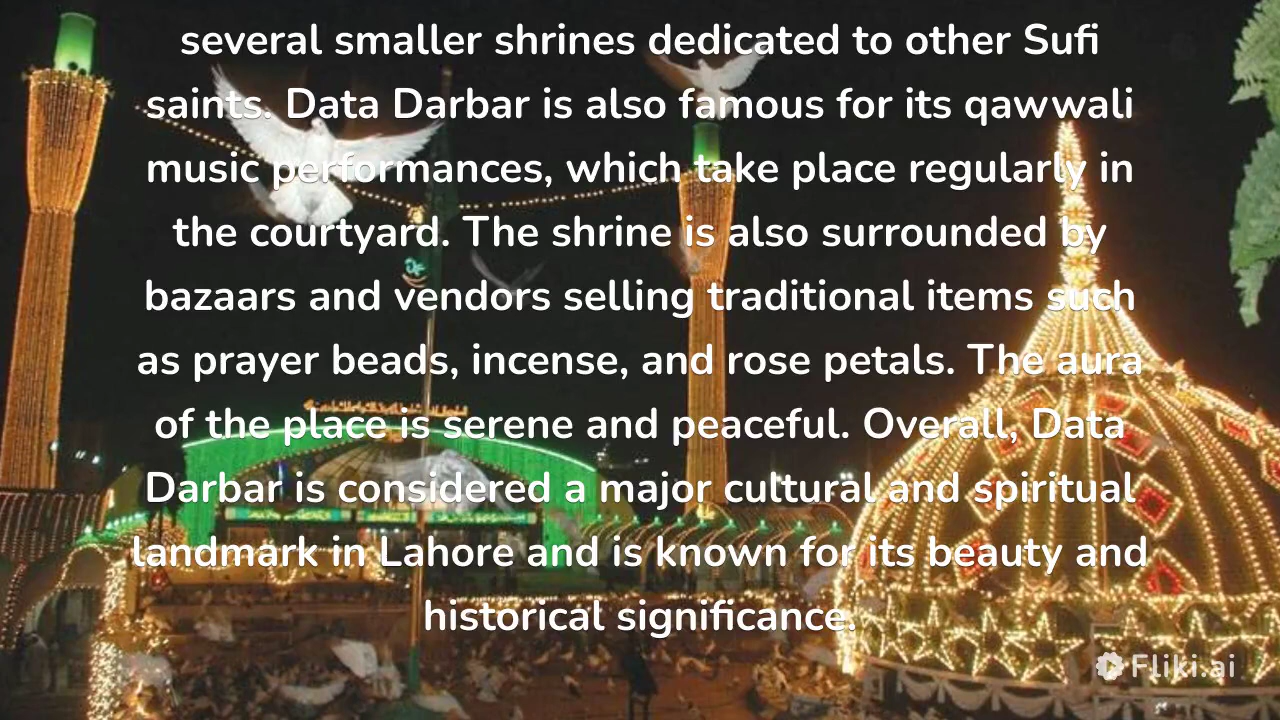 several smaller shrines dedicated to other Sufi
saints. Data Darbar is also famous for its qawwali
music performances, which take place regularly in
the courtyard. The shrine is also surrounded by
bazaars and vendors selling traditional items such
as prayer beads, incense, and rose petals. The aura
of the place is serene and peaceful. Overall, Data
Darbar is considered a major cultural and spiritual
landmark in Lahore and is known for its beauty and
historical significance.
Fliki.ai